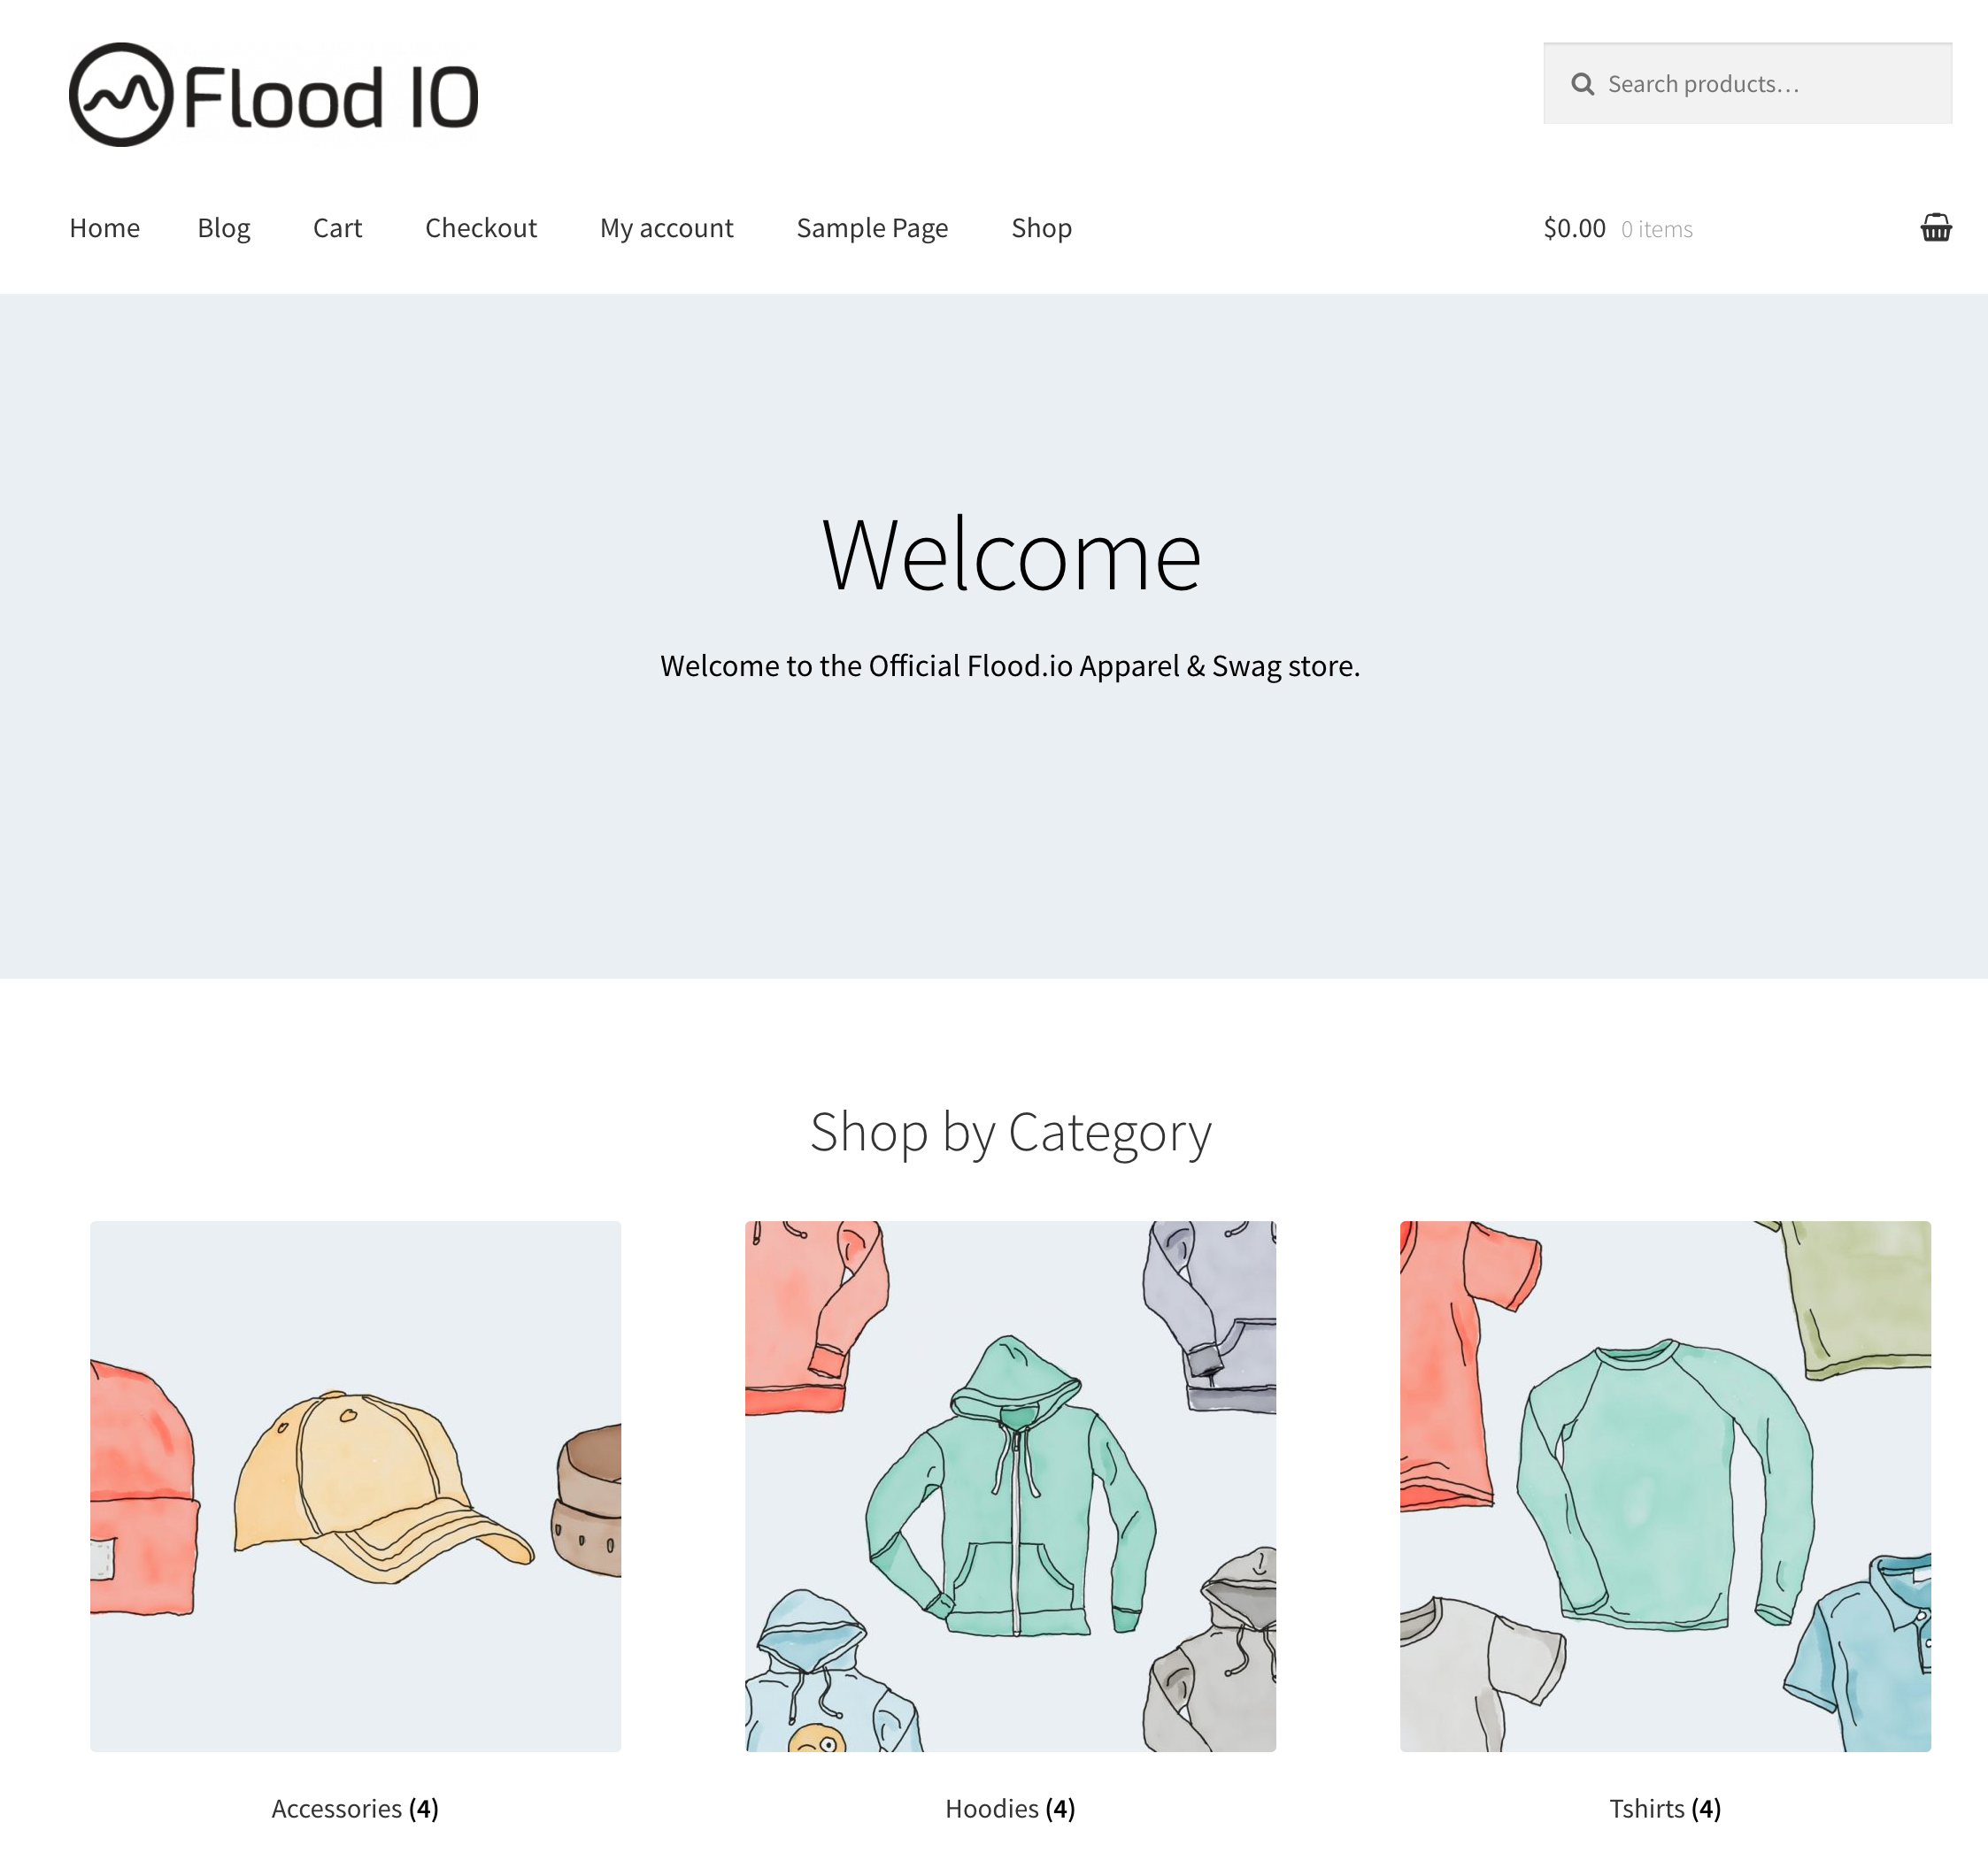 Flood IO
Search products…
Home Blog Cart Checkout My account Sample Page Shop
$0.00 0 items
Welcome
Welcome to the Official Flood.io Apparel & Swag store.
Shop by Category
Accessories (4)
Hoodies (4)
Tshirts (4)